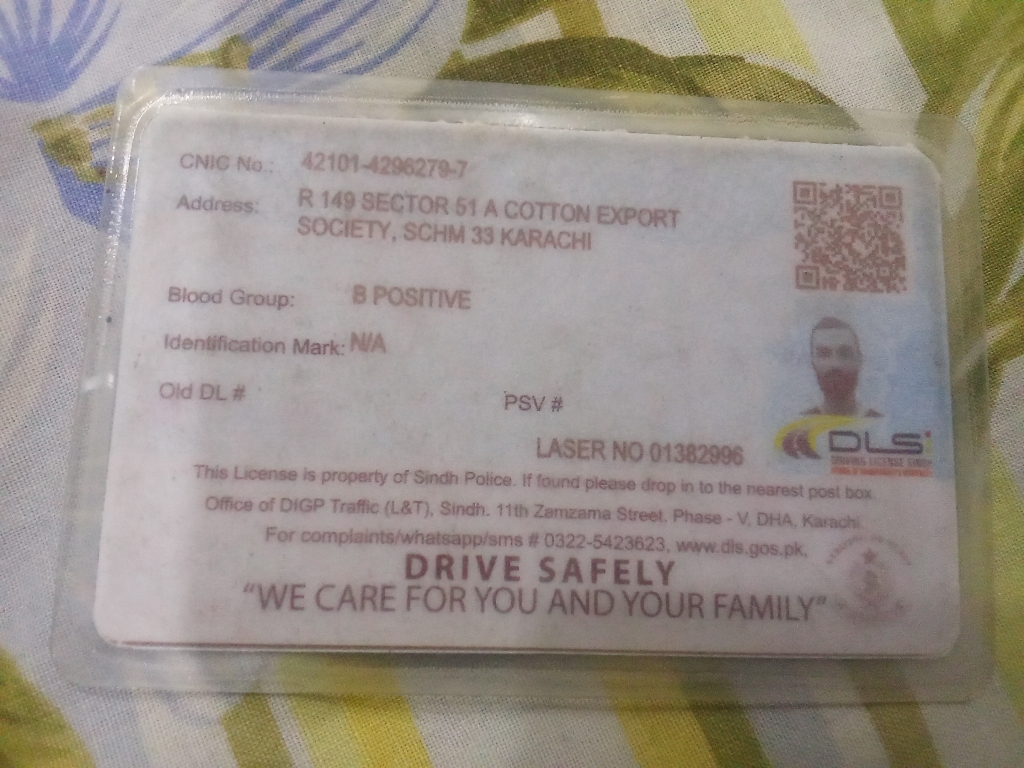 CNIC No.: 42101-4296279-7
Address: R 149 SECTOR 51 A COTTON EXPORT
SOCIETY, SCHM 33 KARACHI
Blood Group: B POSITIVE
Identification Mark: N/A
Old DL #
PSV #
LASER NO 01382996
DLS
DRIVING LICENSE SINDH
This License is property of Sindh Police. If found please drop in to the nearest post box.
Office of DIGP Traffic (L&T), Sindh. 11th Zamzama Street. Phase - V, DHA, Karachi.
For complaints/whatsapp/sms # 0322-5423623, www.dls.gos.pk,
DRIVE SAFELY
“WE CARE FOR YOU AND YOUR FAMILY”